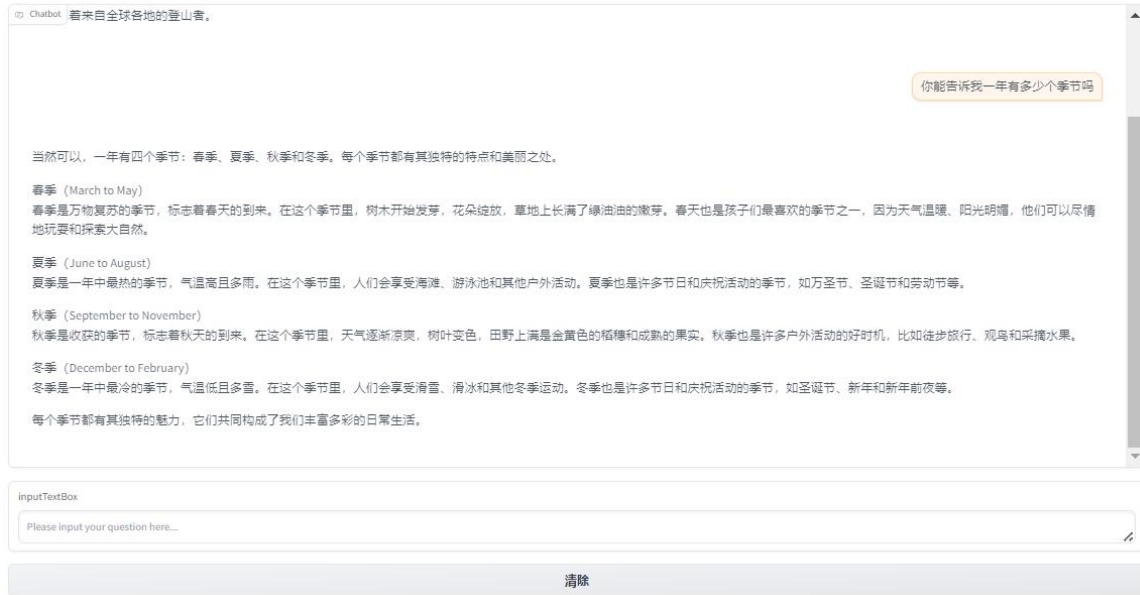 Chatbot
着来自全球各地的登山者。
你能告诉我一年有多少个季节吗
当然可以，一年有四个季节：春季、夏季、秋季和冬季。每个季节都有其独特的特点和美丽之处。
春季（March to May）
春季是万物复苏的季节，标志着春天的到来。在这个季节里，树木开始发芽，花朵绽放，草地上长满了绿油油的嫩芽。春天也是孩子们最喜欢的季节之一，因为天气温暖、阳光明媚，他们可以尽情
地玩耍和探索大自然。
夏季（June to August）
夏季是一年中最热的季节，气温高且多雨。在这个季节里，人们会享受海滩、游泳池和其他户外活动。夏季也是许多节日和庆祝活动的季节，如万圣节、圣诞节和劳动节等。
秋季（September to November）
秋季是收获的季节，标志着秋天的到来。在这个季节里，天气逐渐凉爽，树叶变色，田野上满是金黄色的稻穗和成熟的果实。秋季也是许多户外活动的好时机，比如徒步旅行、观鸟和采摘水果。
冬季（December to February）
冬季是一年中最冷的季节，气温低且多雪。在这个季节里，人们会享受滑雪、滑冰和其他冬季运动。冬季也是许多节日和庆祝活动的季节，如圣诞节、新年和新年前夜等。
每个季节都有其独特的魅力，它们共同构成了我们丰富多彩的日常生活。
inputTextBox
Please input your question here...
清除